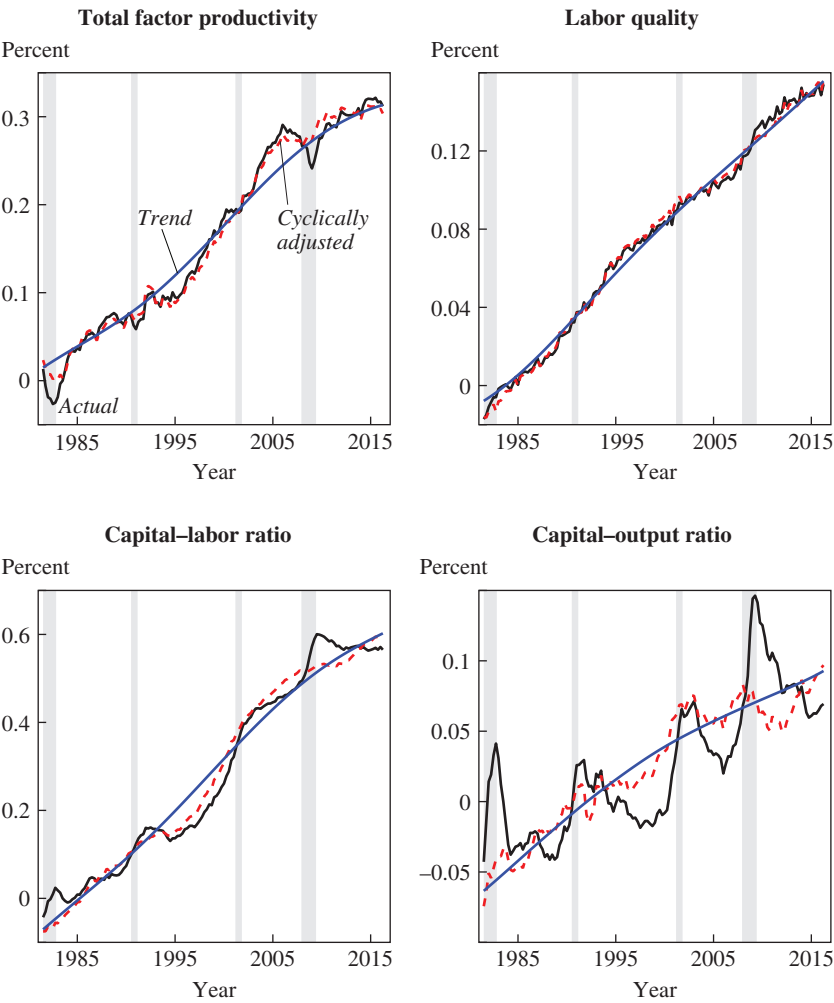 Total factor productivity
Percent
0.3
0.2
0.1
0
Trend
Cyclically
adjusted
Actual
1985 1995 2005 2015
Year
Labor quality
Percent
0.12
0.08
0.04
0
1985 1995 2005 2015
Year
Capital–labor ratio
Percent
0.6
0.4
0.2
0
1985 1995 2005 2015
Year
Capital–output ratio
Percent
0.1
0.05
0
–0.05
1985 1995 2005 2015
Year